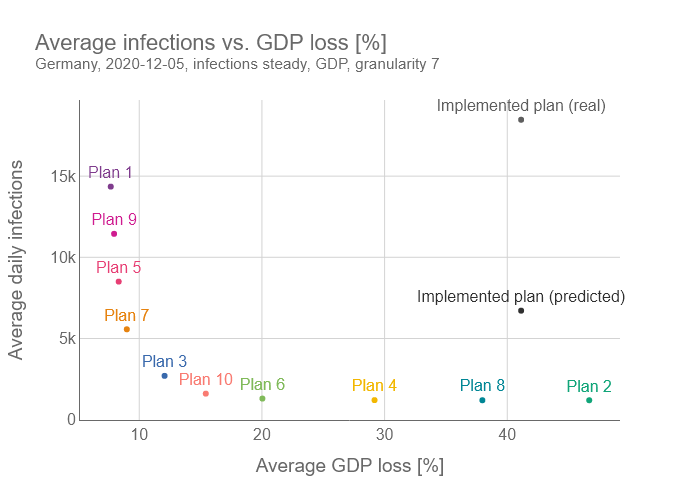 Average infections vs. GDP loss [%]
Germany, 2020-12-05, infections steady, GDP, granularity 7
Implemented plan (real)
15k
Plan 1
Plan 9
10k
Plan 5
Implemented plan (predicted)
Plan 7
5k
Plan 3
Plan 10
Plan 6
Plan 4
Plan 8
Plan 2
0
10
20
30
40
Average daily infections
Average GDP loss [%]